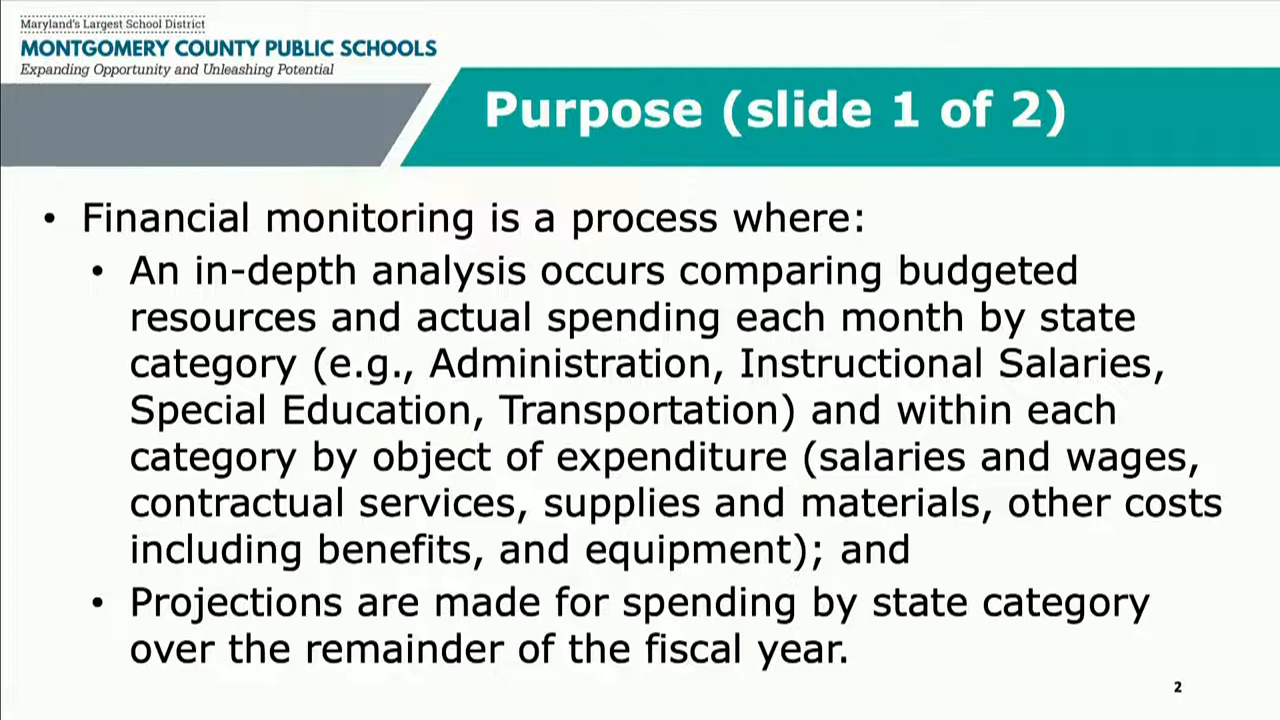 Maryland's Largest School District
MONTGOMERY COUNTY PUBLIC SCHOOLS
Expanding Opportunity and Unleashing Potential
Purpose (slide 1 of 2)
• Financial monitoring is a process where:
• An in-depth analysis occurs comparing budgeted
resources and actual spending each month by state
category (e.g., Administration, Instructional Salaries,
Special Education, Transportation) and within each
category by object of expenditure (salaries and wages,
contractual services, supplies and materials, other costs
including benefits, and equipment); and
• Projections are made for spending by state category
over the remainder of the fiscal year.
2